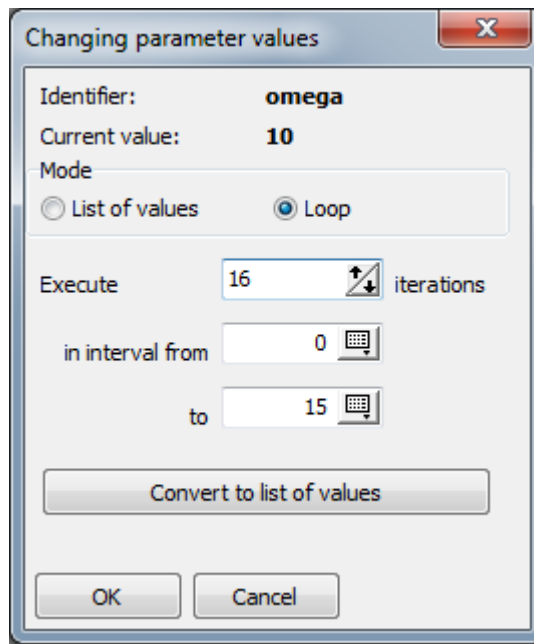 Changing parameter values
Identifier: omega
Current value: 10
Mode
List of values Loop
Execute 16 iterations
in interval from 0
to 15
Convert to list of values
OK Cancel